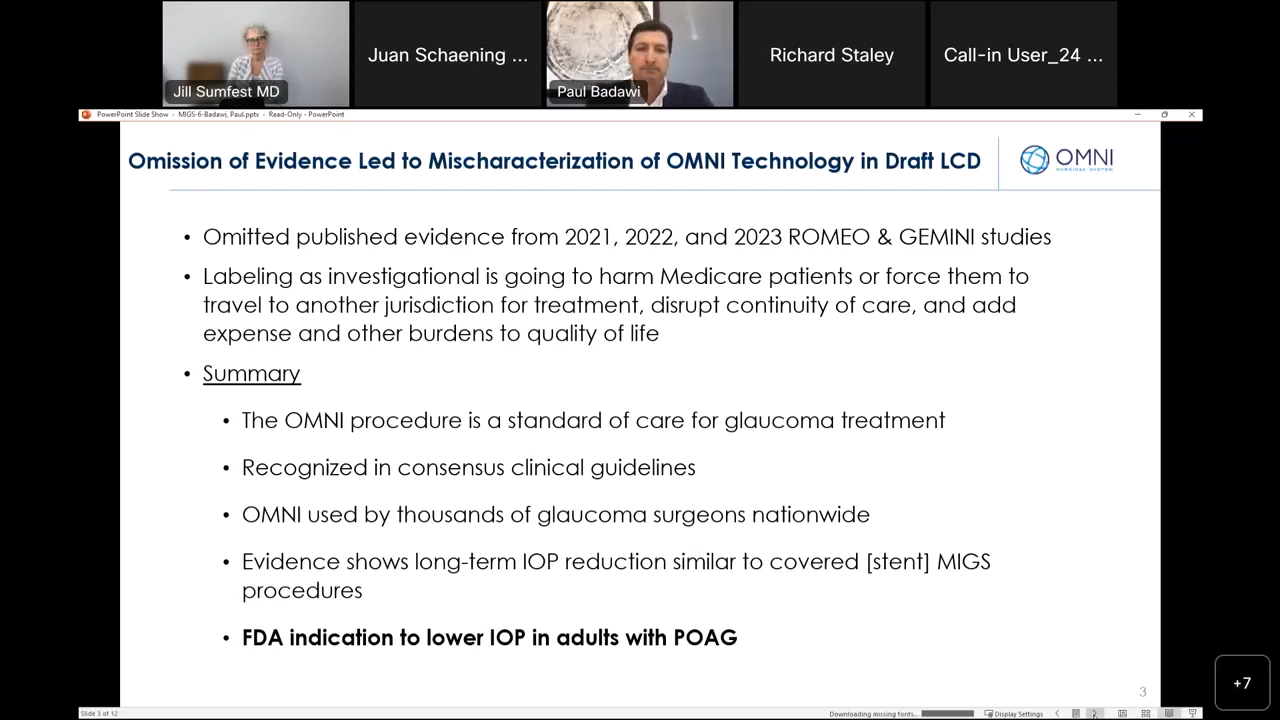 Juan Schaening ...
Richard Staley
Call-in User_24 ...
Jill Sumfest MD
Paul Badawi
PowerPoint Slide Show - MIGS-6-Badawi, Paul.pptx - Read-Only - PowerPoint
Omission of Evidence Led to Mischaracterization of OMNI Technology in Draft LCD
OMNI
SURGICAL SYSTEM
• Omitted published evidence from 2021, 2022, and 2023 ROMEO & GEMINI studies
• Labeling as investigational is going to harm Medicare patients or force them to
travel to another jurisdiction for treatment, disrupt continuity of care, and add
expense and other burdens to quality of life
• Summary
• The OMNI procedure is a standard of care for glaucoma treatment
• Recognized in consensus clinical guidelines
• OMNI used by thousands of glaucoma surgeons nationwide
• Evidence shows long-term IOP reduction similar to covered [stent] MIGS
procedures
• FDA indication to lower IOP in adults with POAG
3
+7
Slide 3 of 12
Downloading missing fonts...
Display Settings